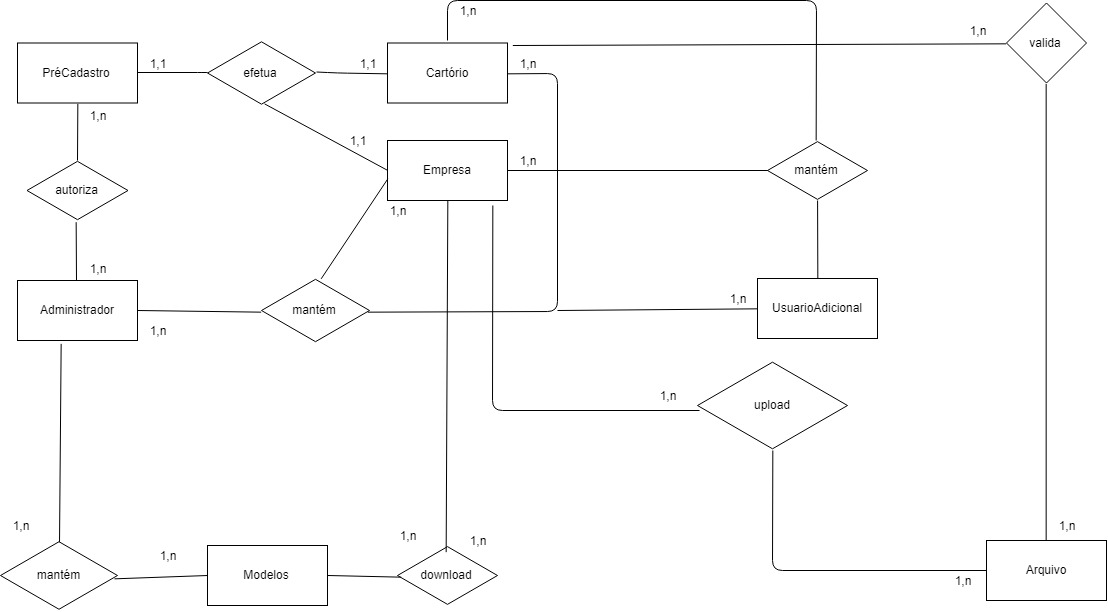 1,n
1,n
valida
PréCadastro
1,1
efetua
1,1
Cartório
1,n
1,n
1,1
Empresa
1,n
mantém
autoriza
1,n
1,n
Administrador
1,n
mantém
1,n
UsuarioAdicional
1,n
upload
1,n
1,n
1,n
1,n
1,n
mantém
Modelos
download
1,n
Arquivo